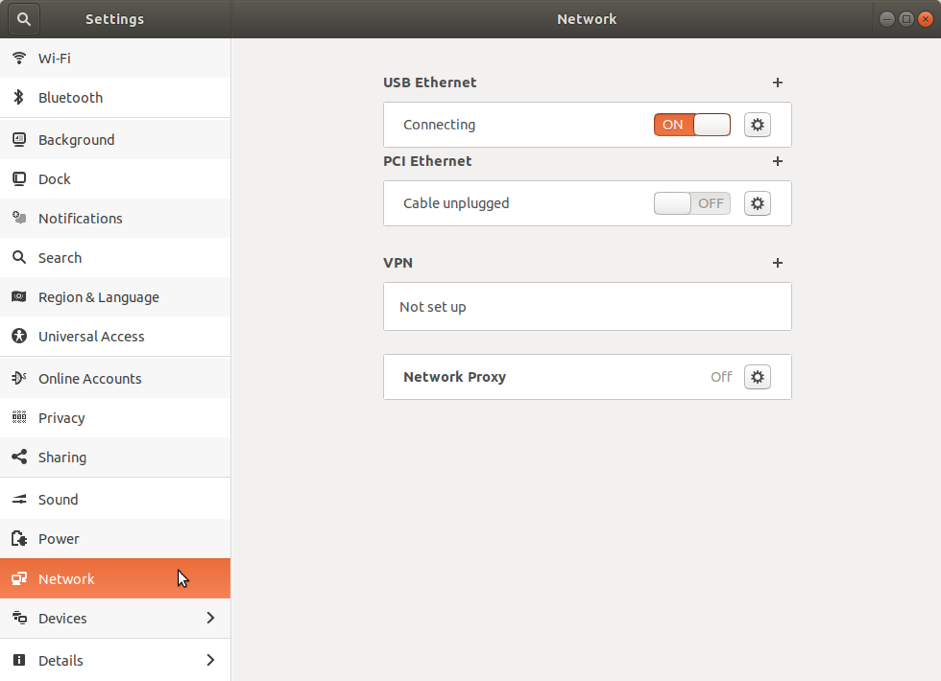 Settings
Network
Wi-Fi
Bluetooth
Background
Dock
Notifications
Search
Region & Language
Universal Access
Online Accounts
Privacy
Sharing
Sound
Power
Network
Devices
Details
USB Ethernet
Connecting ON
PCI Ethernet
Cable unplugged OFF
VPN
Not set up
Network Proxy Off